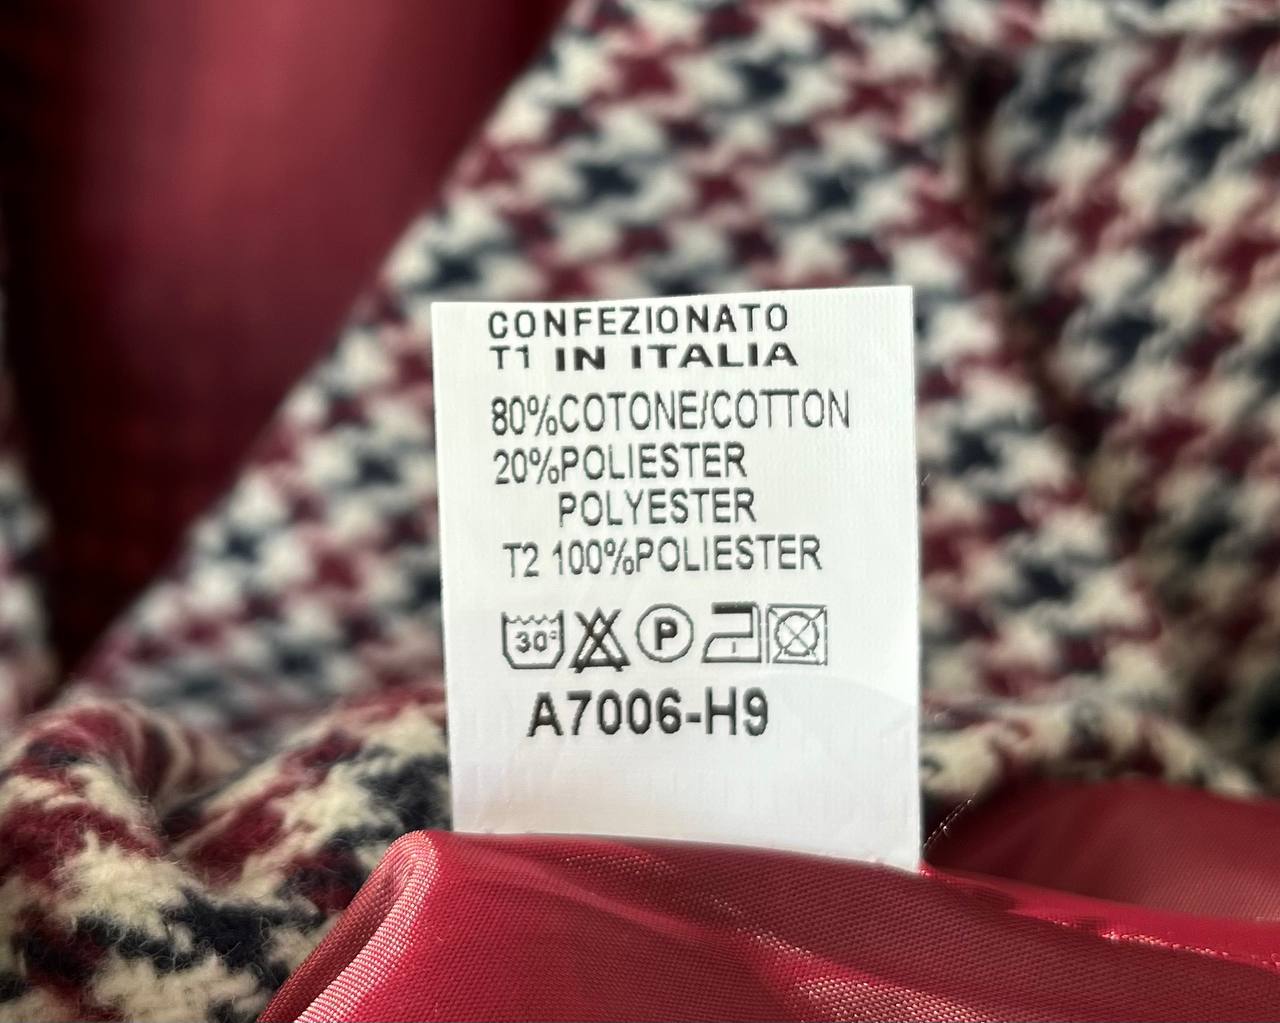 CONFEZIONATO
T1 IN ITALIA
80%COTONE/COTTON
20%POLIESTER
POLYESTER
T2 100%POLIESTER
30° P
A7006-H9